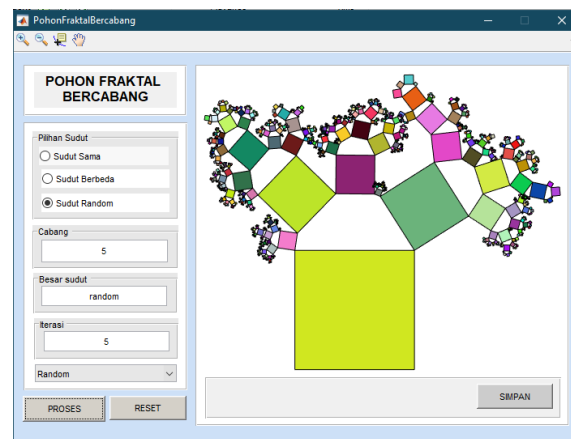 PohonFraktalBercabang
POHON FRAKTAL
BERCABANG
Pilihan Sudut
Sudut Sama
Sudut Berbeda
Sudut Random
Cabang
5
Besar sudut
random
Iterasi
5
Random
PROSES
RESET
SIMPAN